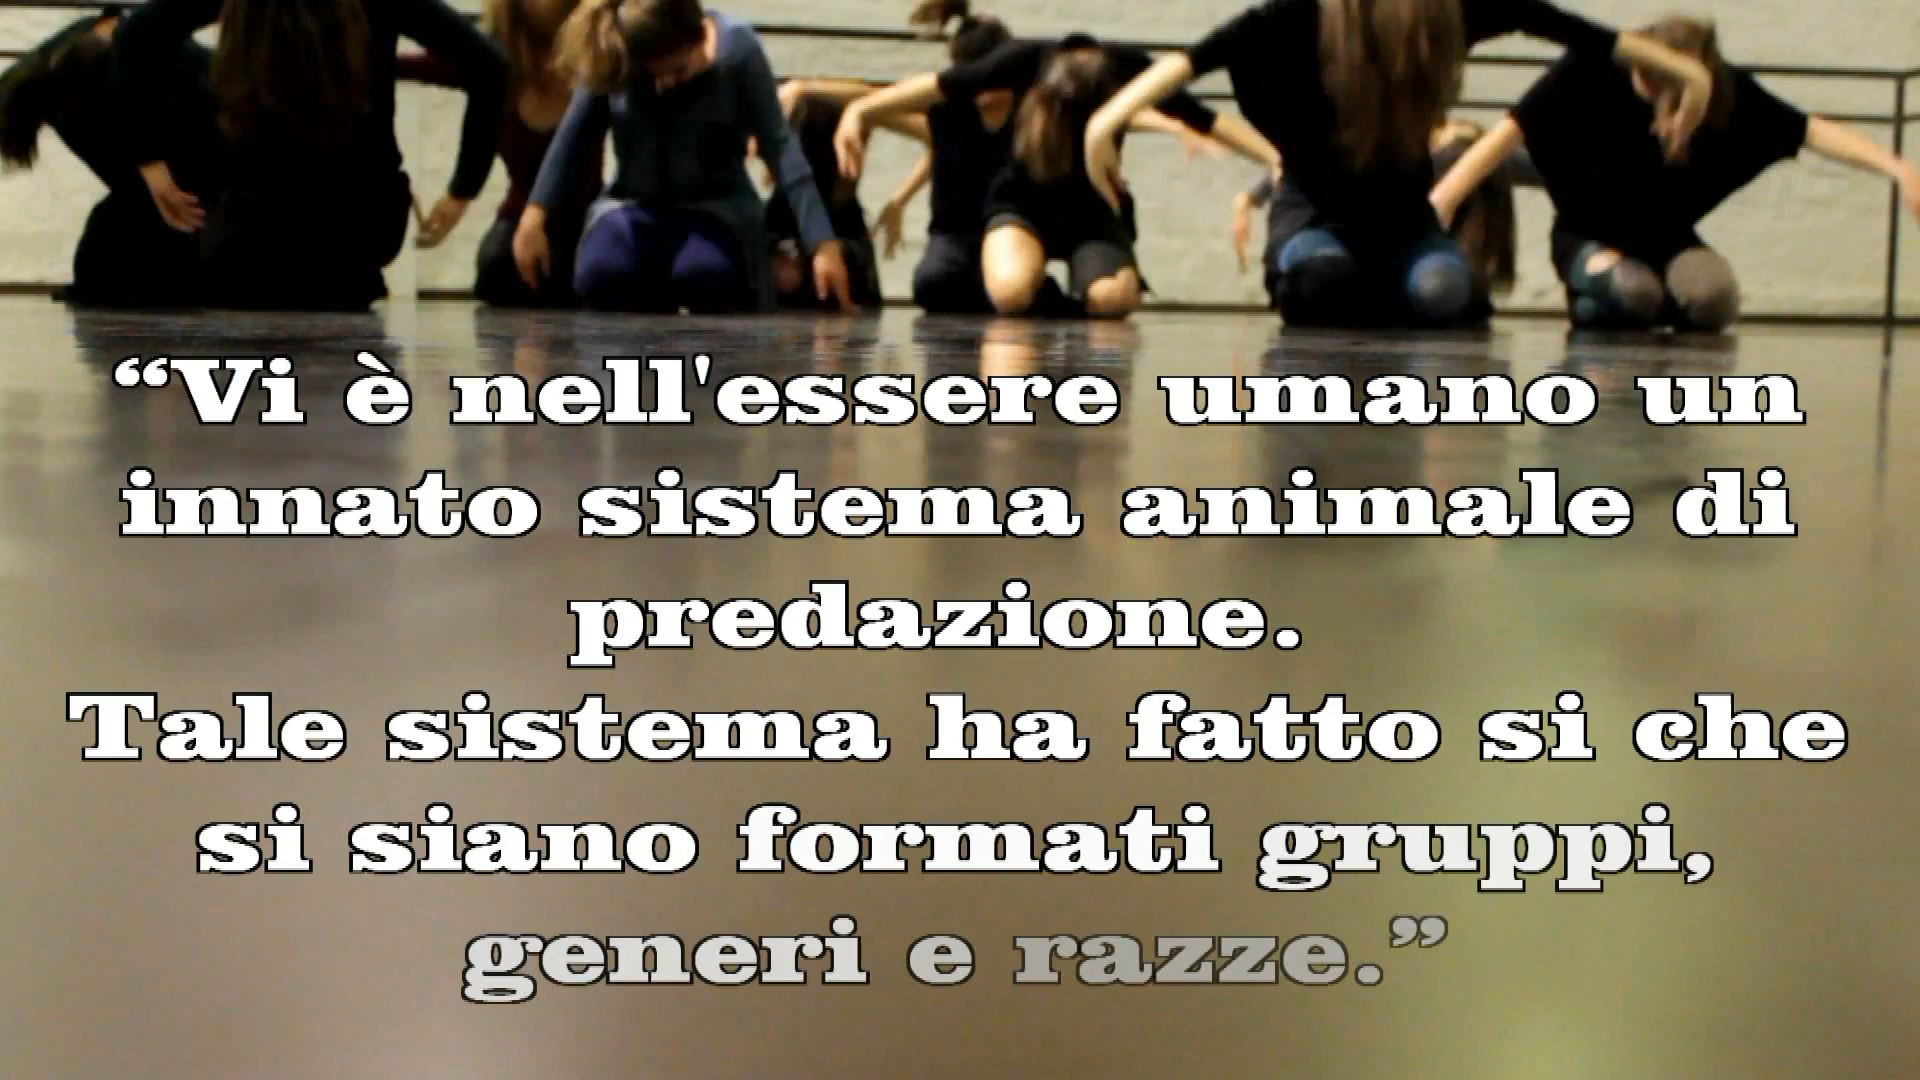 “Vi è nell'essere umano un
innato sistema animale di
predazione.
Tale sistema ha fatto si che
si siano formati gruppi,
generi e razze.”